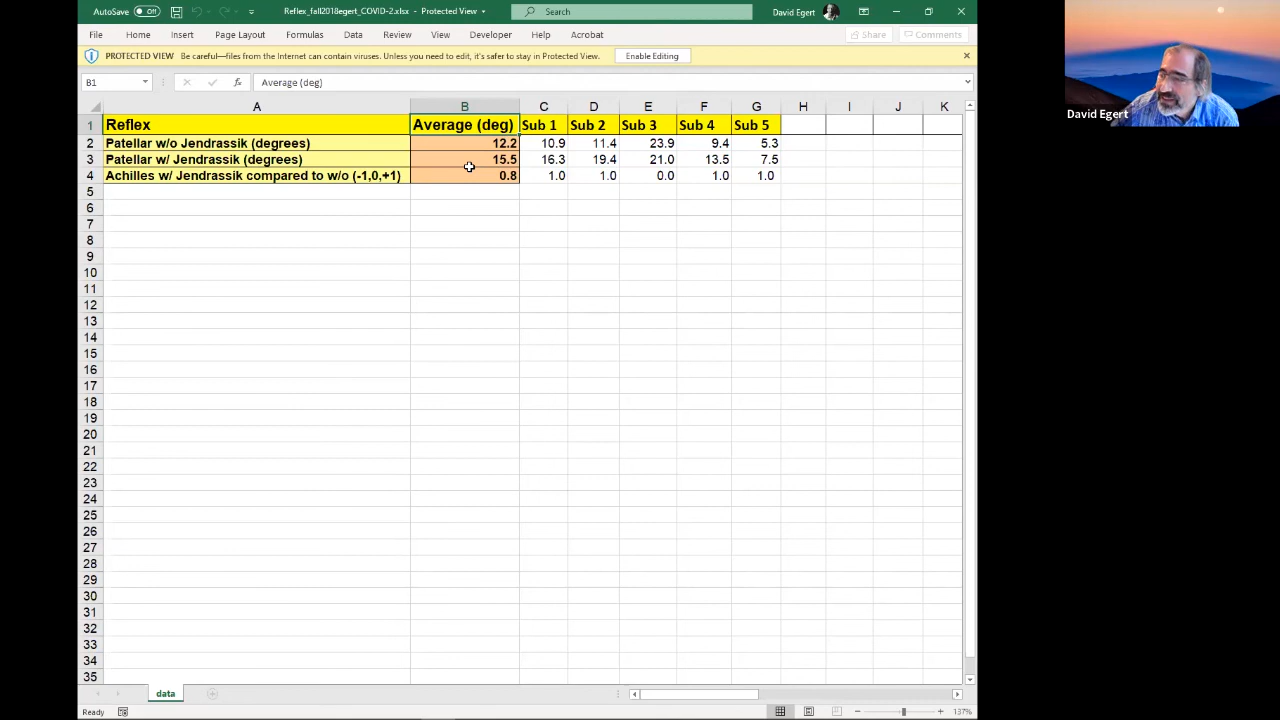 AutoSave Off Reflex_fall2018egert_COVID-2.xlsx - Protected View Search David Egert
File Home Insert Page Layout Formulas Data Review View Developer Help Acrobat Share Comments
PROTECTED VIEW Be careful—files from the Internet can contain viruses. Unless you need to edit, it's safer to stay in Protected View. Enable Editing
B1 fx Average (deg)
A B C D E F G H I J K
1 Reflex Average (deg) Sub 1 Sub 2 Sub 3 Sub 4 Sub 5
2 Patellar w/o Jendrassik (degrees) 12.2 10.9 11.4 23.9 9.4 5.3
3 Patellar w/ Jendrassik (degrees) 15.5 16.3 19.4 21.0 13.5 7.5
4 Achilles w/ Jendrassik compared to w/o (-1,0,+1) 0.8 1.0 1.0 0.0 1.0 1.0
5
6
7
8
9
10
11
12
13
14
15
16
17
18
19
20
21
22
23
24
25
26
27
28
29
30
31
32
33
34
35
data
Ready 137%
David Egert